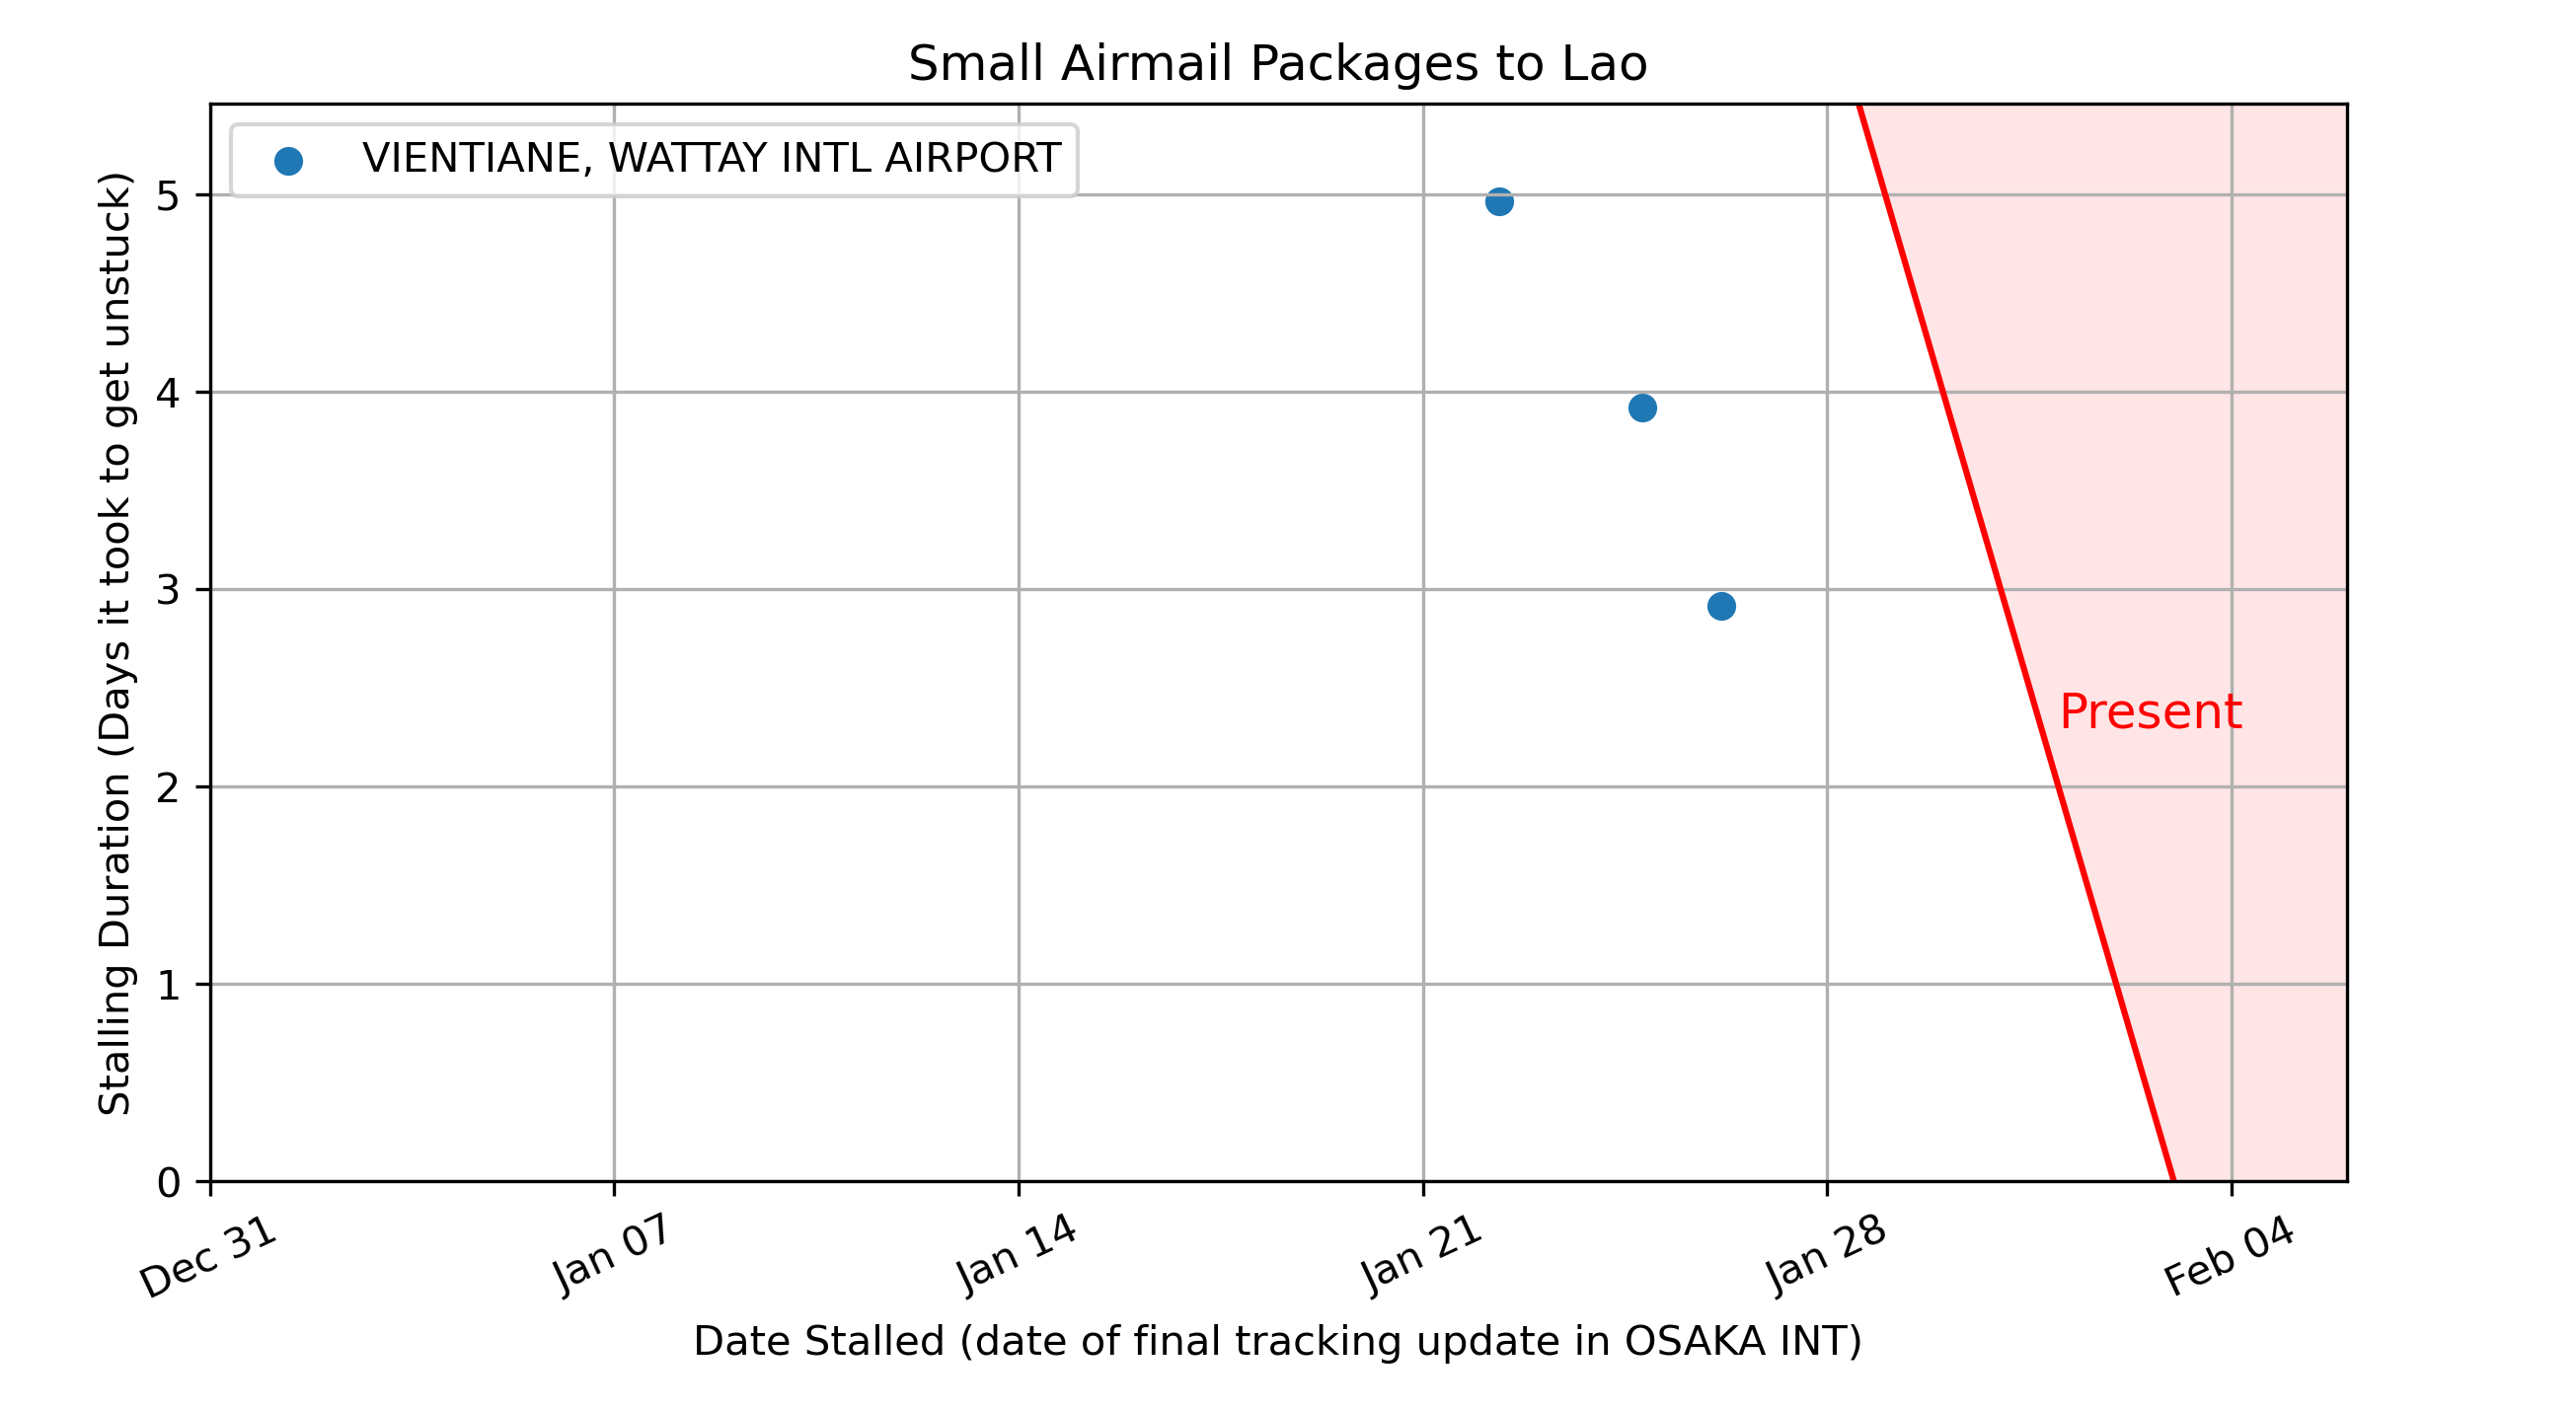 Small Airmail Packages to Lao
VIENTIANE, WATTAY INTL AIRPORT
Stalling Duration (Days it took to get unstuck)
5
4
3
2
1
0
Present
Dec 31
Jan 07
Jan 14
Jan 21
Jan 28
Feb 04
Date Stalled (date of final tracking update in OSAKA INT)